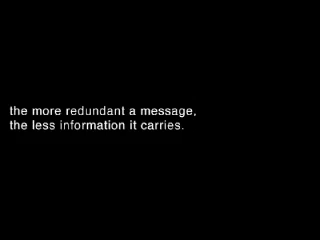 the more redundant a message,
the less information it carries.